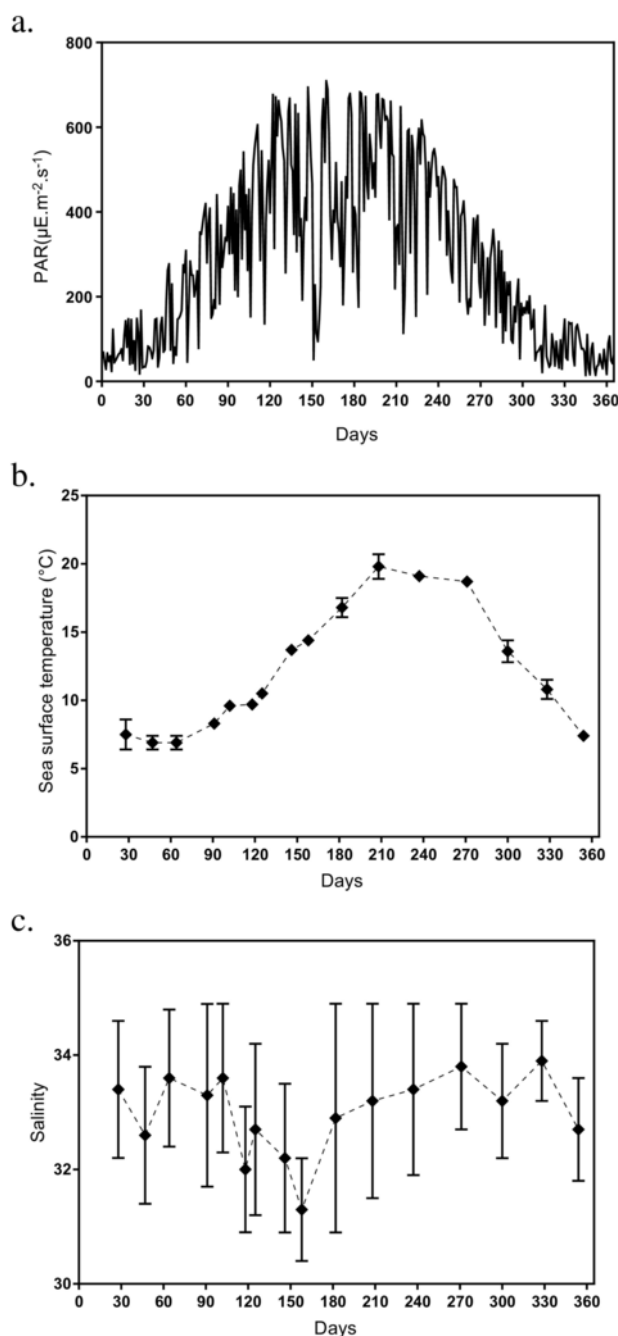 a.
800
600
400
200
0
PAR(µE.m-².s-¹)
0 30 60 90 120 150 180 210 240 270 300 330 360
Days
b.
25
20
15
10
5
0
Sea surface temperature (°C)
0 30 60 90 120 150 180 210 240 270 300 330 360
Days
c.
36
34
32
30
Salinity
30 60 90 120 150 180 210 240 270 300 330 360
Days